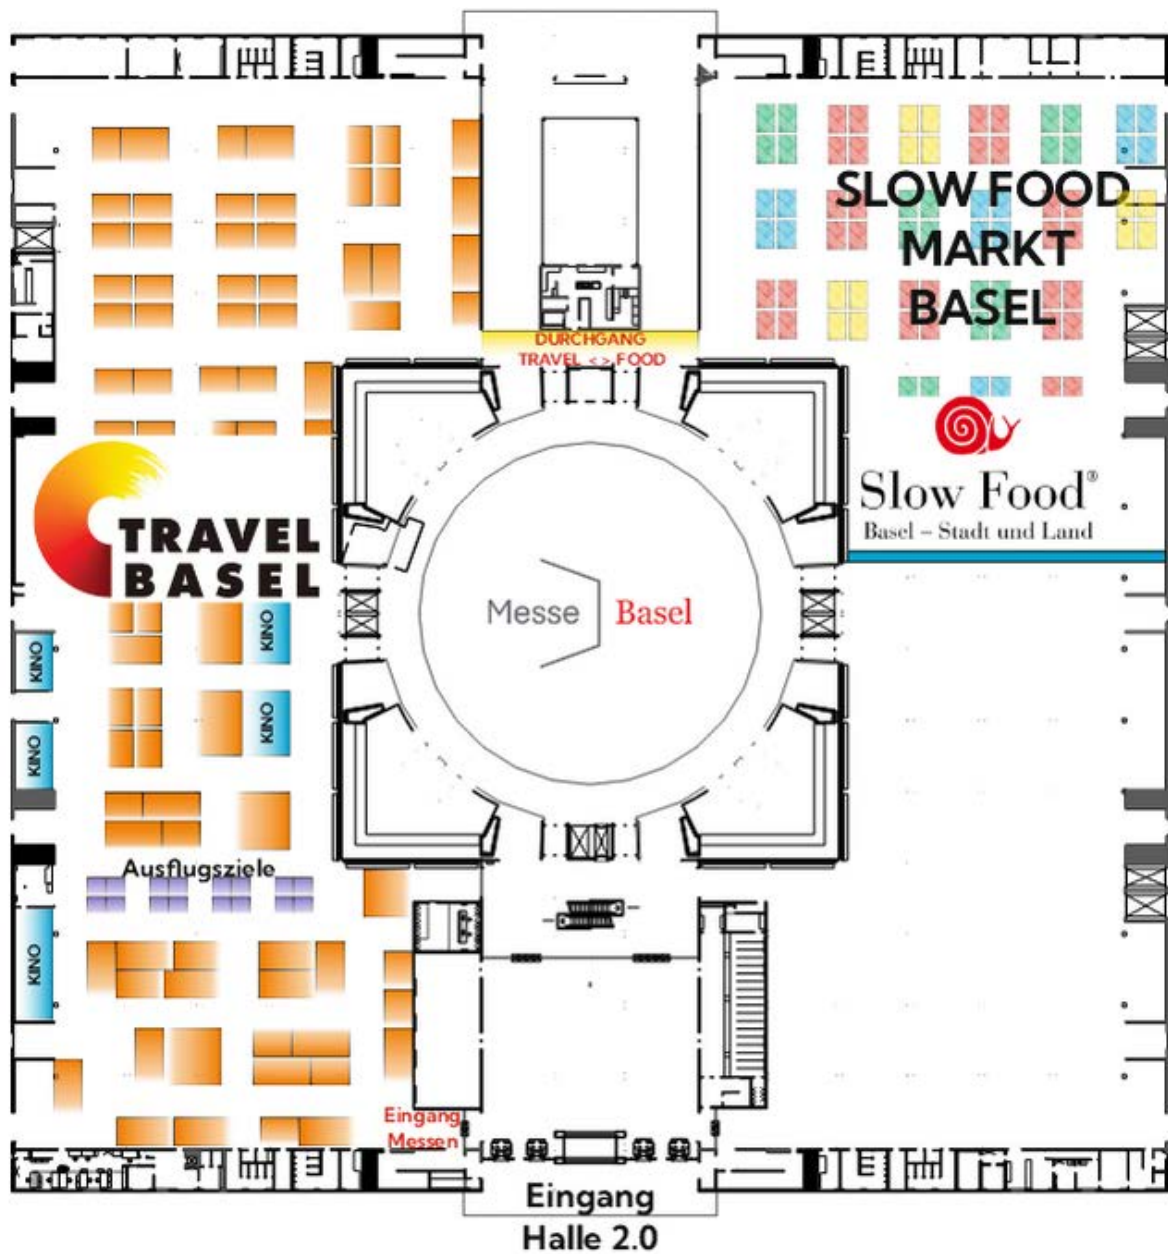 SLOW FOOD
MARKT
BASEL
DURCHGANG
TRAVEL <> FOOD
Slow Food®
Basel – Stadt und Land
TRAVEL
BASEL
Messe Basel
KINO
KINO
KINO
KINO
Ausflugsziele
KINO
Eingang
Messen
Eingang
Halle 2.0